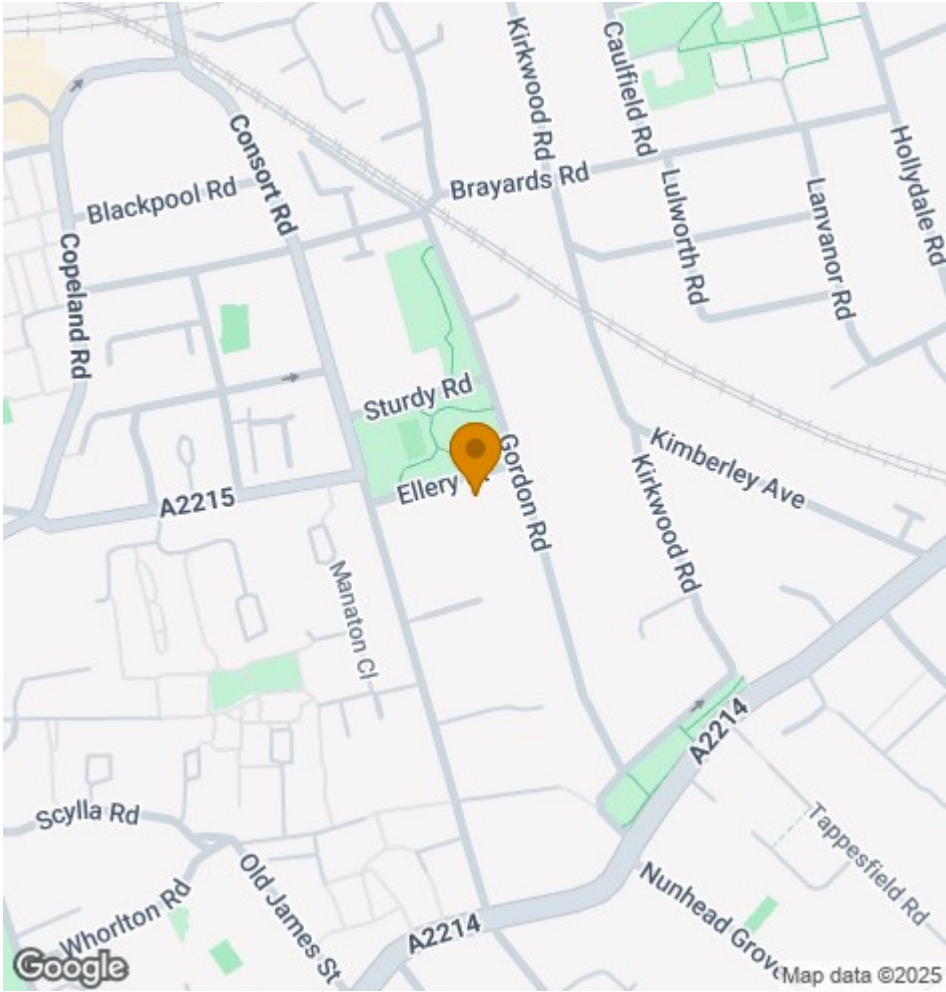 Kirkwood Rd
Caulfield Rd
Hollydale Rd
Consort Rd
Blackpool Rd
Brayards Rd
Lulworth Rd
Lanvanor Rd
Copeland Rd
Sturdy Rd
Gordon Rd
Kimberley Ave
Ellery
A2215
Kirkwood Rd
Manaton Cl
A2214
Scylla Rd
Tappesfield Rd
Old James St
Whorlton Rd
Nunhead Grove
A2214
Google
Map data ©2025